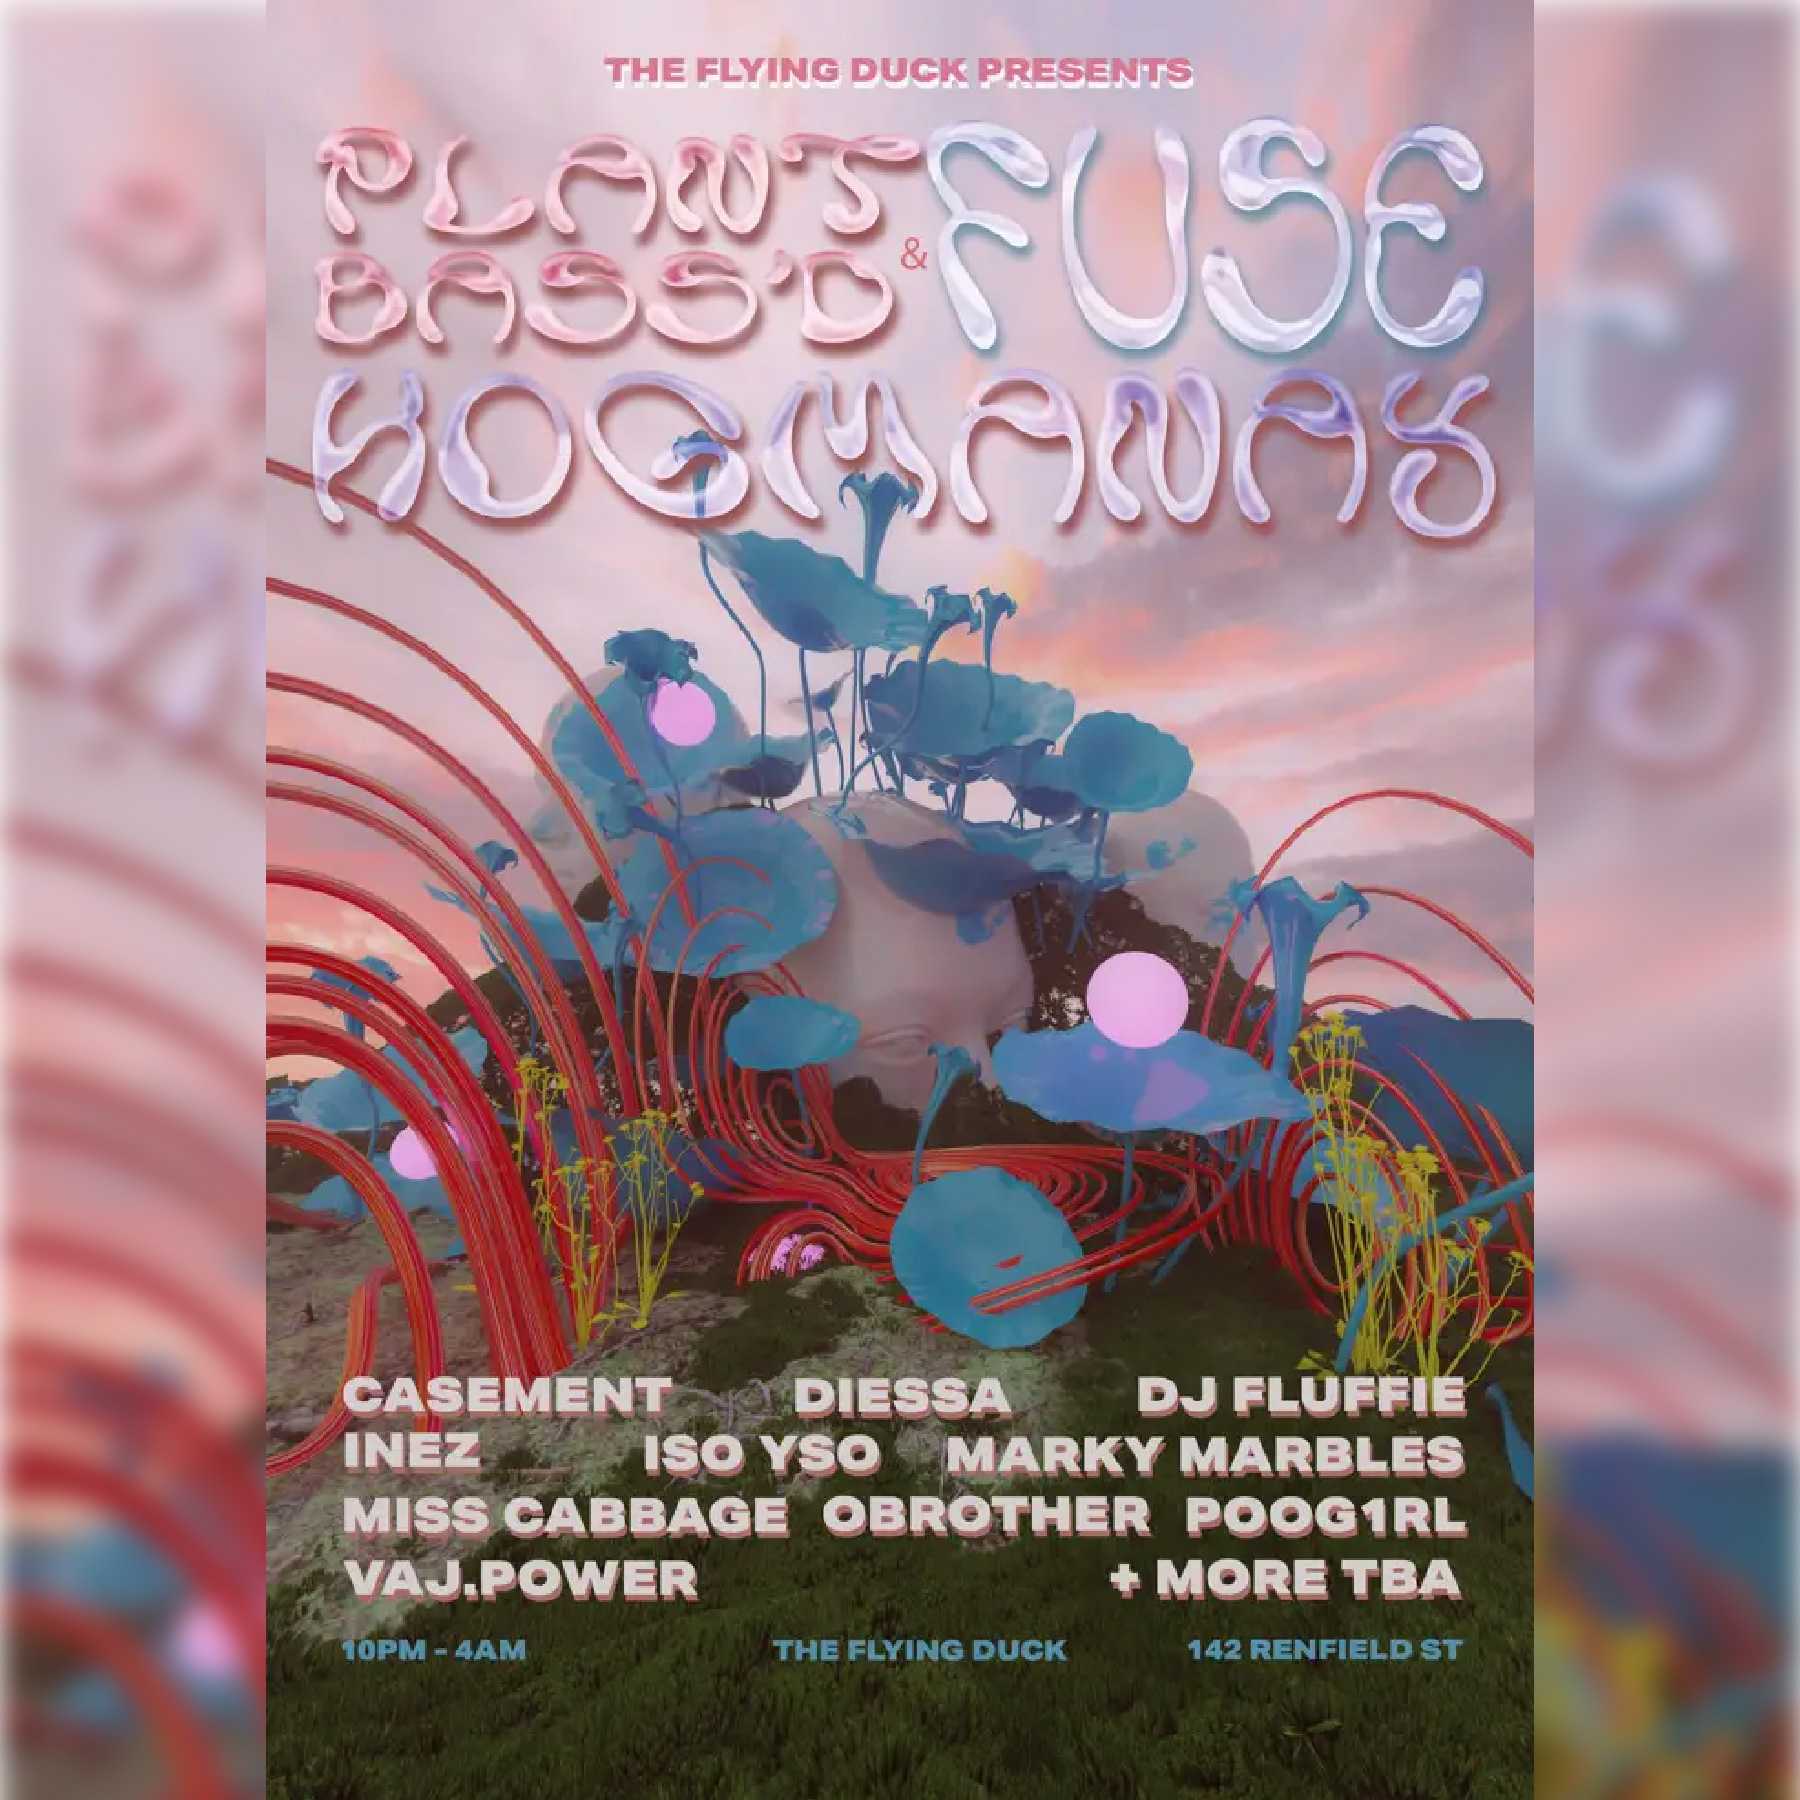 THE FLYING DUCK PRESENTS
PLANT
BASS'D & FUSE
HOGMANAY
CASEMENT DIESSA DJ FLUFFIE
INEZ ISO YSO MARKY MARBLES
MISS CABBAGE OBROTHER POOG1RL
VAJ.POWER + MORE TBA
10PM - 4AM THE FLYING DUCK 142 RENFIELD ST